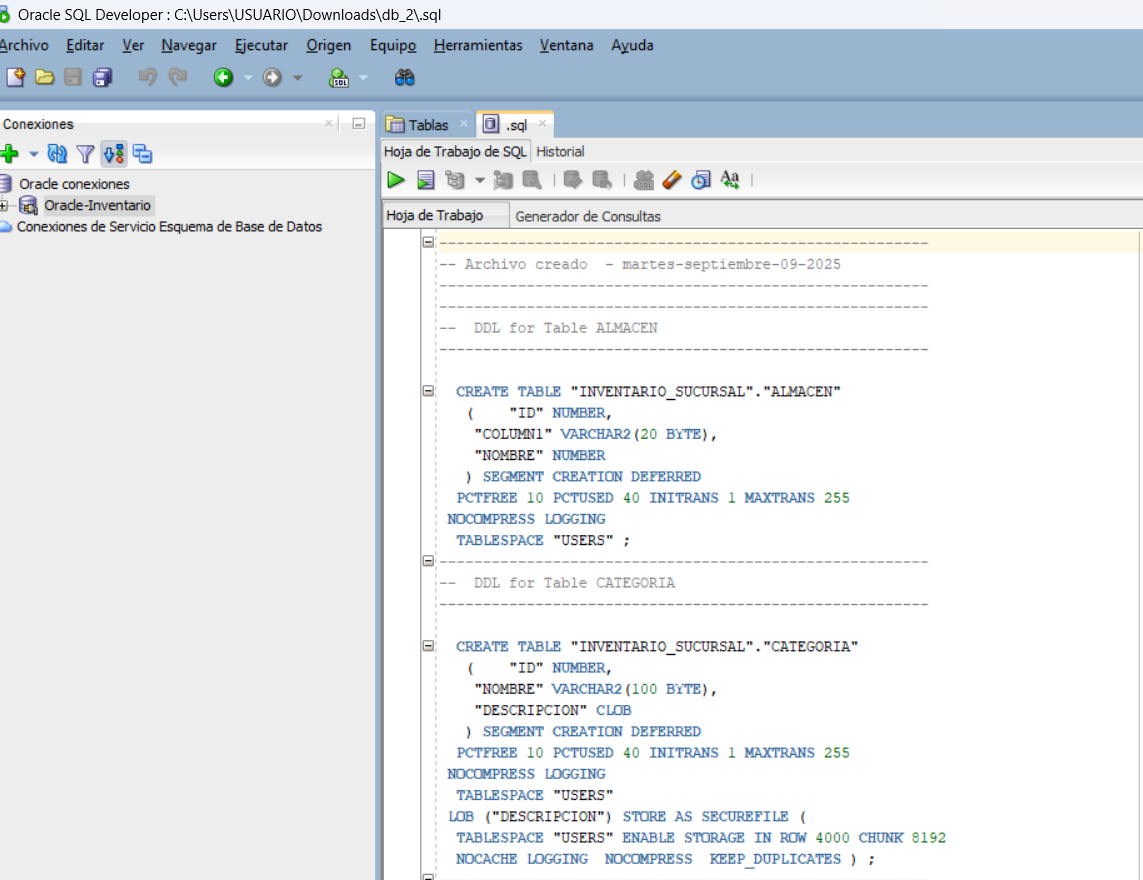 Oracle SQL Developer : C:\Users\USUARIO\Downloads\db_2\.sql
Archivo Editar Ver Navegar Ejecutar Origen Equipo Herramientas Ventana Ayuda
SQL
Conexiones
Tablas
.sql
Hoja de Trabajo de SQL Historial
Aa
Oracle conexiones
Oracle-Inventario
Conexiones de Servicio Esquema de Base de Datos
Hoja de Trabajo Generador de Consultas
--------------------------------------------------------
-- Archivo creado  - martes-septiembre-09-2025
--------------------------------------------------------
--------------------------------------------------------
--  DDL for Table ALMACEN
--------------------------------------------------------
CREATE TABLE "INVENTARIO_SUCURSAL"."ALMACEN"
(    "ID" NUMBER,
"COLUMN1" VARCHAR2(20 BYTE),
"NOMBRE" NUMBER
) SEGMENT CREATION DEFERRED
PCTFREE 10 PCTUSED 40 INITRANS 1 MAXTRANS 255
NOCOMPRESS LOGGING
TABLESPACE "USERS" ;
--------------------------------------------------------
--  DDL for Table CATEGORIA
--------------------------------------------------------
CREATE TABLE "INVENTARIO_SUCURSAL"."CATEGORIA"
(    "ID" NUMBER,
"NOMBRE" VARCHAR2(100 BYTE),
"DESCRIPCION" CLOB
) SEGMENT CREATION DEFERRED
PCTFREE 10 PCTUSED 40 INITRANS 1 MAXTRANS 255
NOCOMPRESS LOGGING
TABLESPACE "USERS"
LOB ("DESCRIPCION") STORE AS SECUREFILE (
TABLESPACE "USERS" ENABLE STORAGE IN ROW 4000 CHUNK 8192
NOCACHE LOGGING  NOCOMPRESS  KEEP_DUPLICATES ) ;